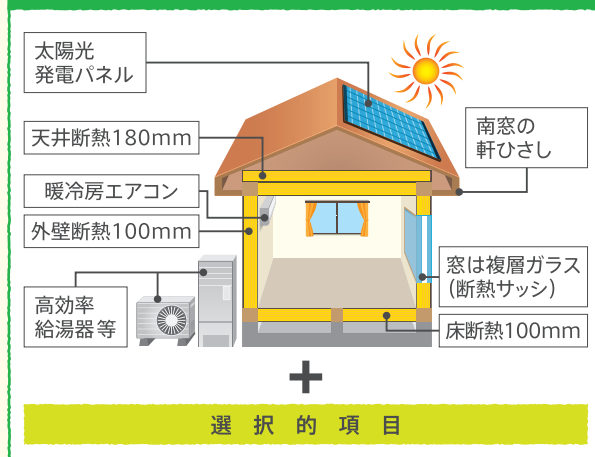 太陽光
発電パネル
天井断熱180mm
暖冷房エアコン
外壁断熱100mm
高効率
給湯器等
南窓の
軒ひさし
窓は複層ガラス
（断熱サッシ）
床断熱100mm
＋
選択的項目